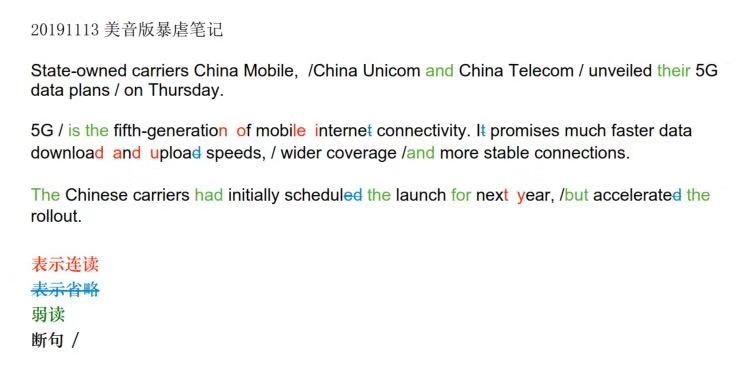 20191113 美音版暴虐笔记
State-owned carriers China Mobile,  /China Unicom and China Telecom / unveiled their 5G
data plans / on Thursday.
5G / is the fifth-generation  of mobile  internet connectivity. It promises much faster data
download  and  upload speeds, / wider coverage /and more stable connections.
The Chinese carriers had initially scheduled the launch for next  year, /but accelerated the
rollout.
表示连读
表示省略
弱读
断句 /